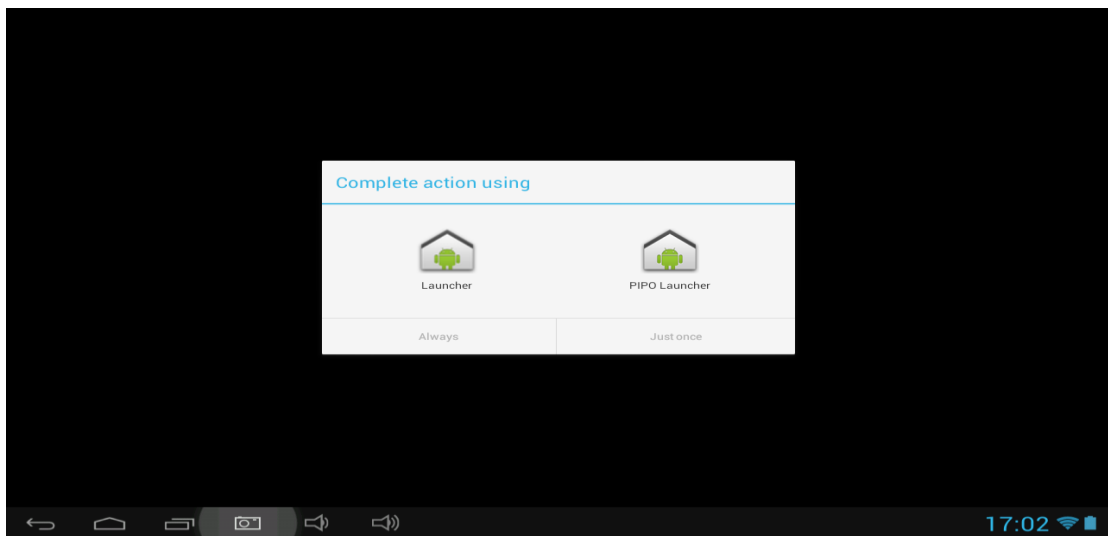 Complete action using
Launcher
PIPO Launcher
Always
Just once
17:02